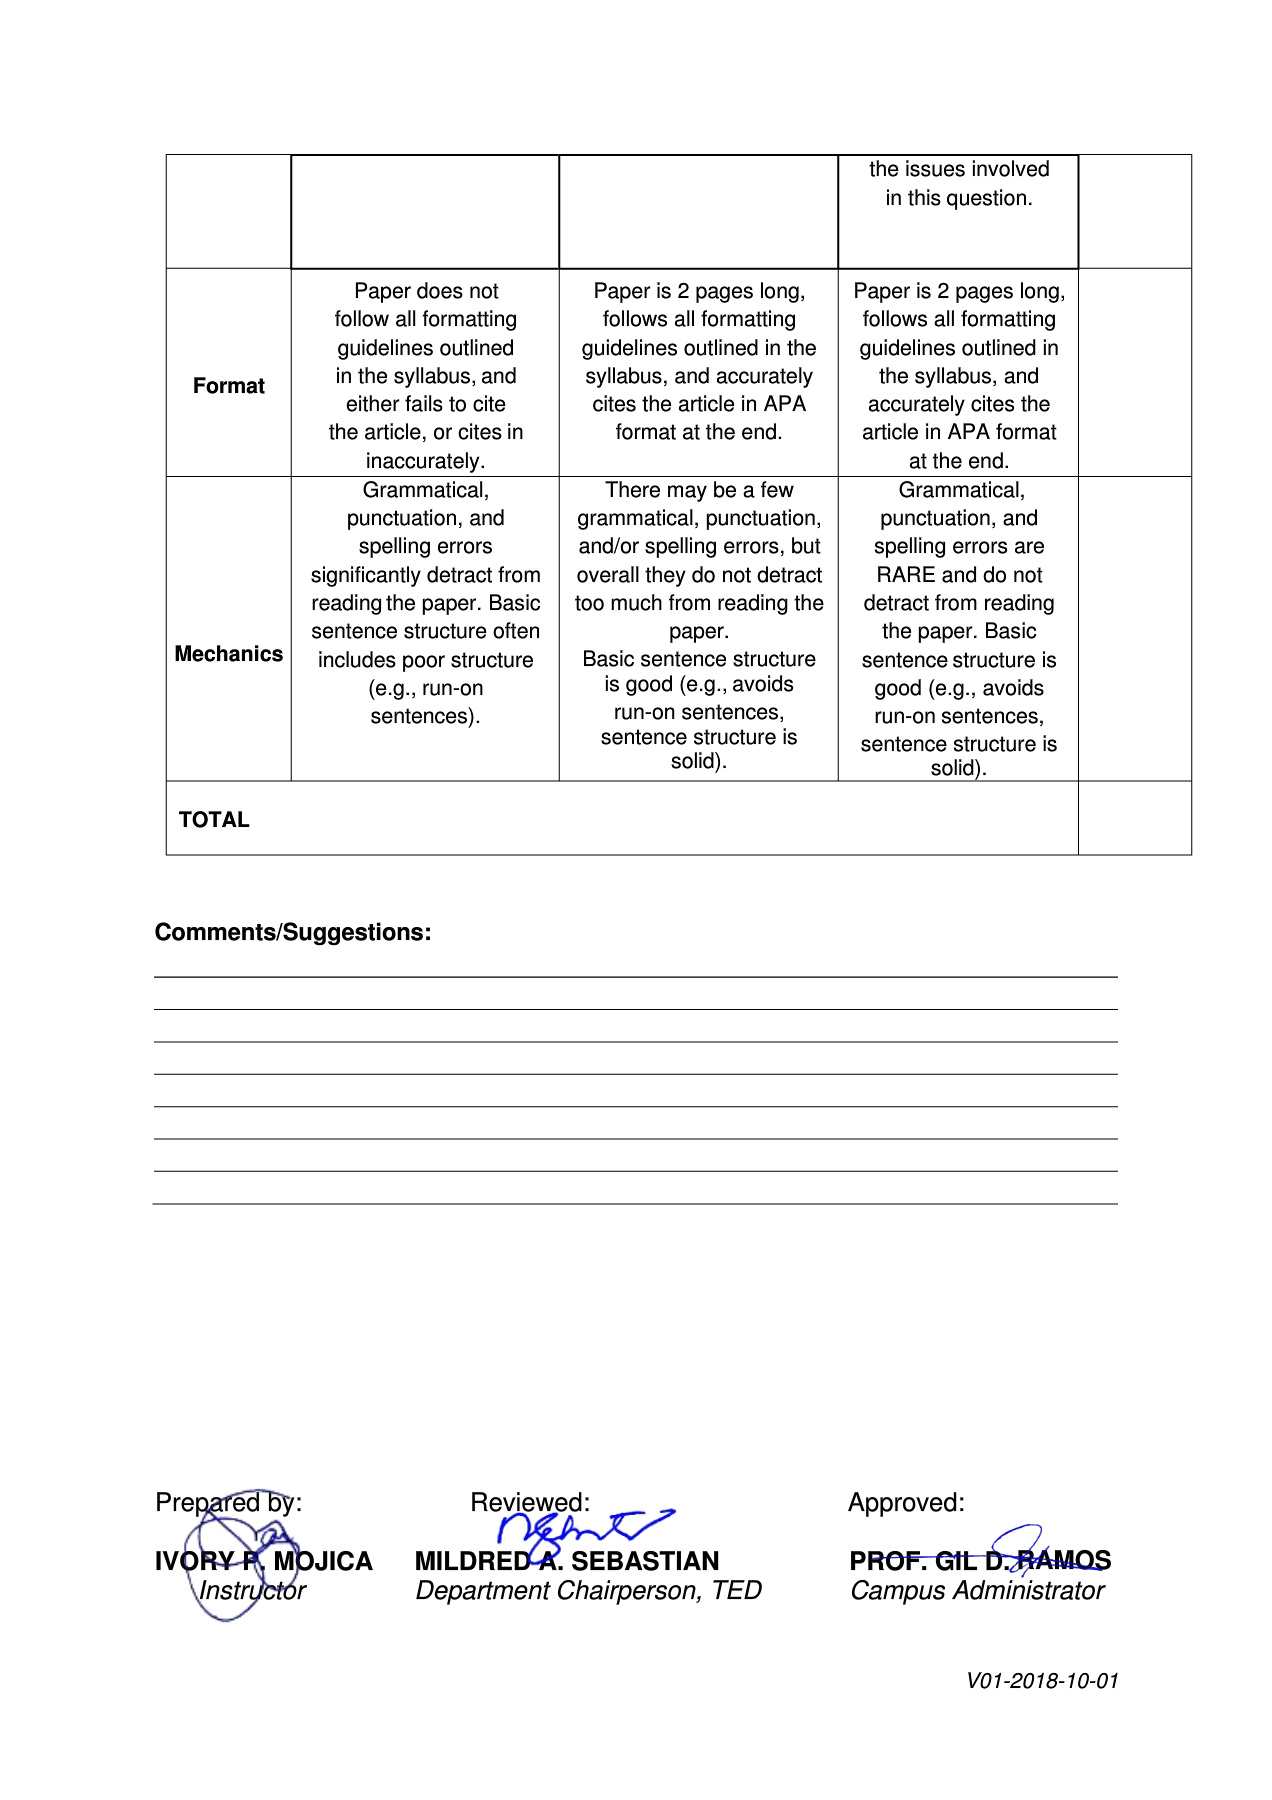 the issues involved
in this question.
Format
Paper does not
follow all formatting
guidelines outlined
in the syllabus, and
either fails to cite
the article, or cites in
inaccurately.
Paper is 2 pages long,
follows all formatting
guidelines outlined in the
syllabus, and accurately
cites the article in APA
format at the end.
Paper is 2 pages long,
follows all formatting
guidelines outlined in
the syllabus, and
accurately cites the
article in APA format
at the end.
Mechanics
Grammatical,
punctuation, and
spelling errors
significantly detract from
reading the paper. Basic
sentence structure often
includes poor structure
(e.g., run-on
sentences).
There may be a few
grammatical, punctuation,
and/or spelling errors, but
overall they do not detract
too much from reading the
paper.
Basic sentence structure
is good (e.g., avoids
run-on sentences,
sentence structure is
solid).
Grammatical,
punctuation, and
spelling errors are
RARE and do not
detract from reading
the paper. Basic
sentence structure is
good (e.g., avoids
run-on sentences,
sentence structure is
solid).
TOTAL
Comments/Suggestions:
Prepared by: Reviewed: Approved:
IVORY P. MOJICA MILDRED A. SEBASTIAN PROF. GIL D. RAMOS
Instructor Department Chairperson, TED Campus Administrator
V01-2018-10-01